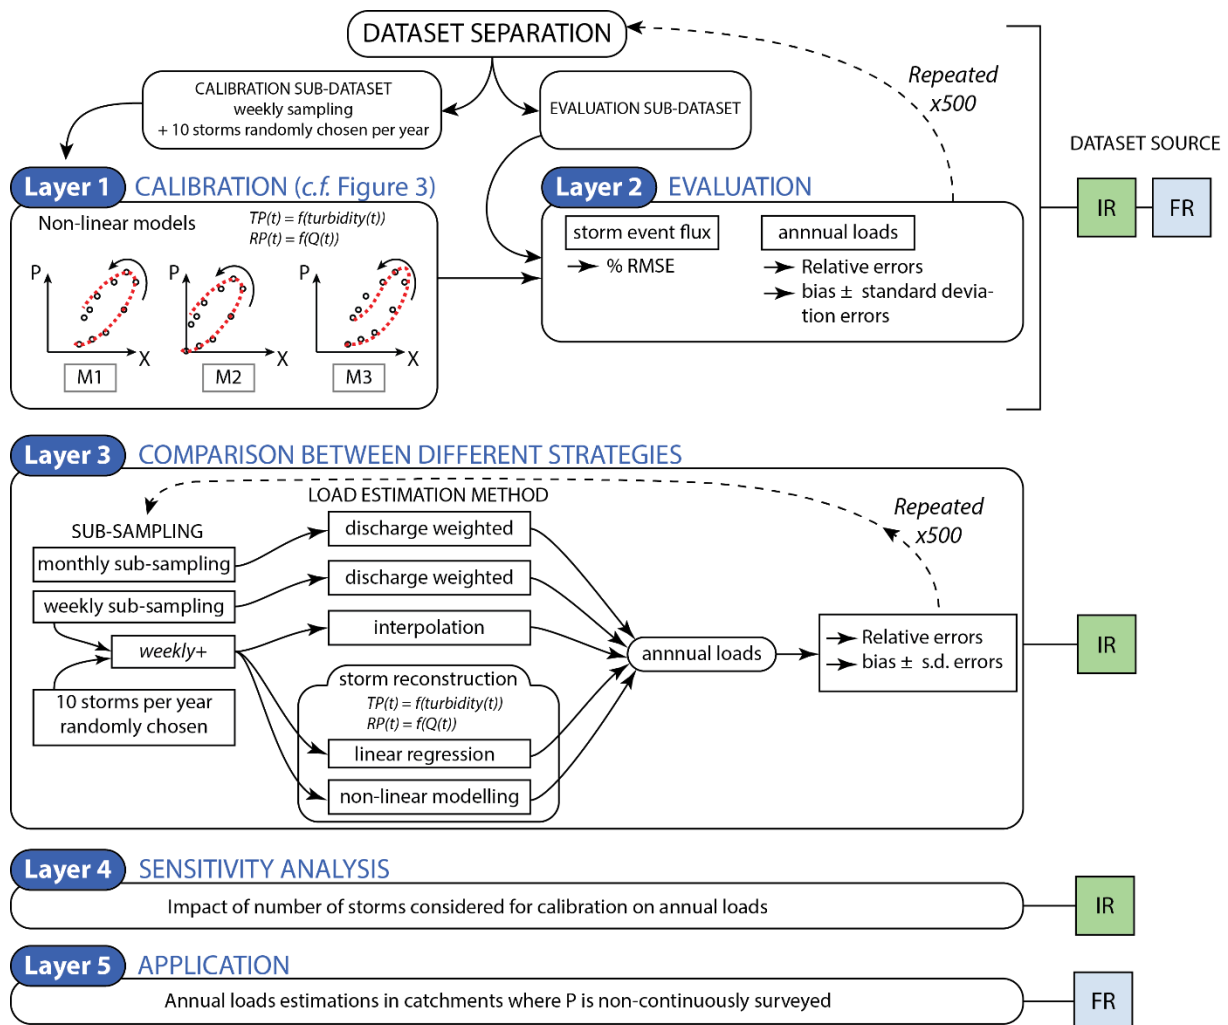 DATASET SEPARATION
Repeated
x500
CALIBRATION SUB-DATASET
weekly sampling
+ 10 storms randomly chosen per year
EVALUATION SUB-DATASET
DATASET SOURCE
IR
FR
Layer 1
CALIBRATION (c.f. Figure 3)
Non-linear models
TP(t) = f(turbidity(t))
RP(t) = f(Q(t))
P
X
M1
P
X
M2
P
X
M3
Layer 2
EVALUATION
storm event flux
% RMSE
annnual loads
Relative errors
bias ± standard devia-
tion errors
Layer 3
COMPARISON BETWEEN DIFFERENT STRATEGIES
SUB-SAMPLING
monthly sub-sampling
weekly sub-sampling
weekly+
10 storms per year
randomly chosen
LOAD ESTIMATION METHOD
discharge weighted
discharge weighted
interpolation
storm reconstruction
TP(t) = f(turbidity(t))
RP(t) = f(Q(t))
linear regression
non-linear modelling
annnual loads
Repeated
x500
Relative errors
bias ± s.d. errors
IR
Layer 4
SENSITIVITY ANALYSIS
Impact of number of storms considered for calibration on annual loads
IR
Layer 5
APPLICATION
Annual loads estimations in catchments where P is non-continuously surveyed
FR